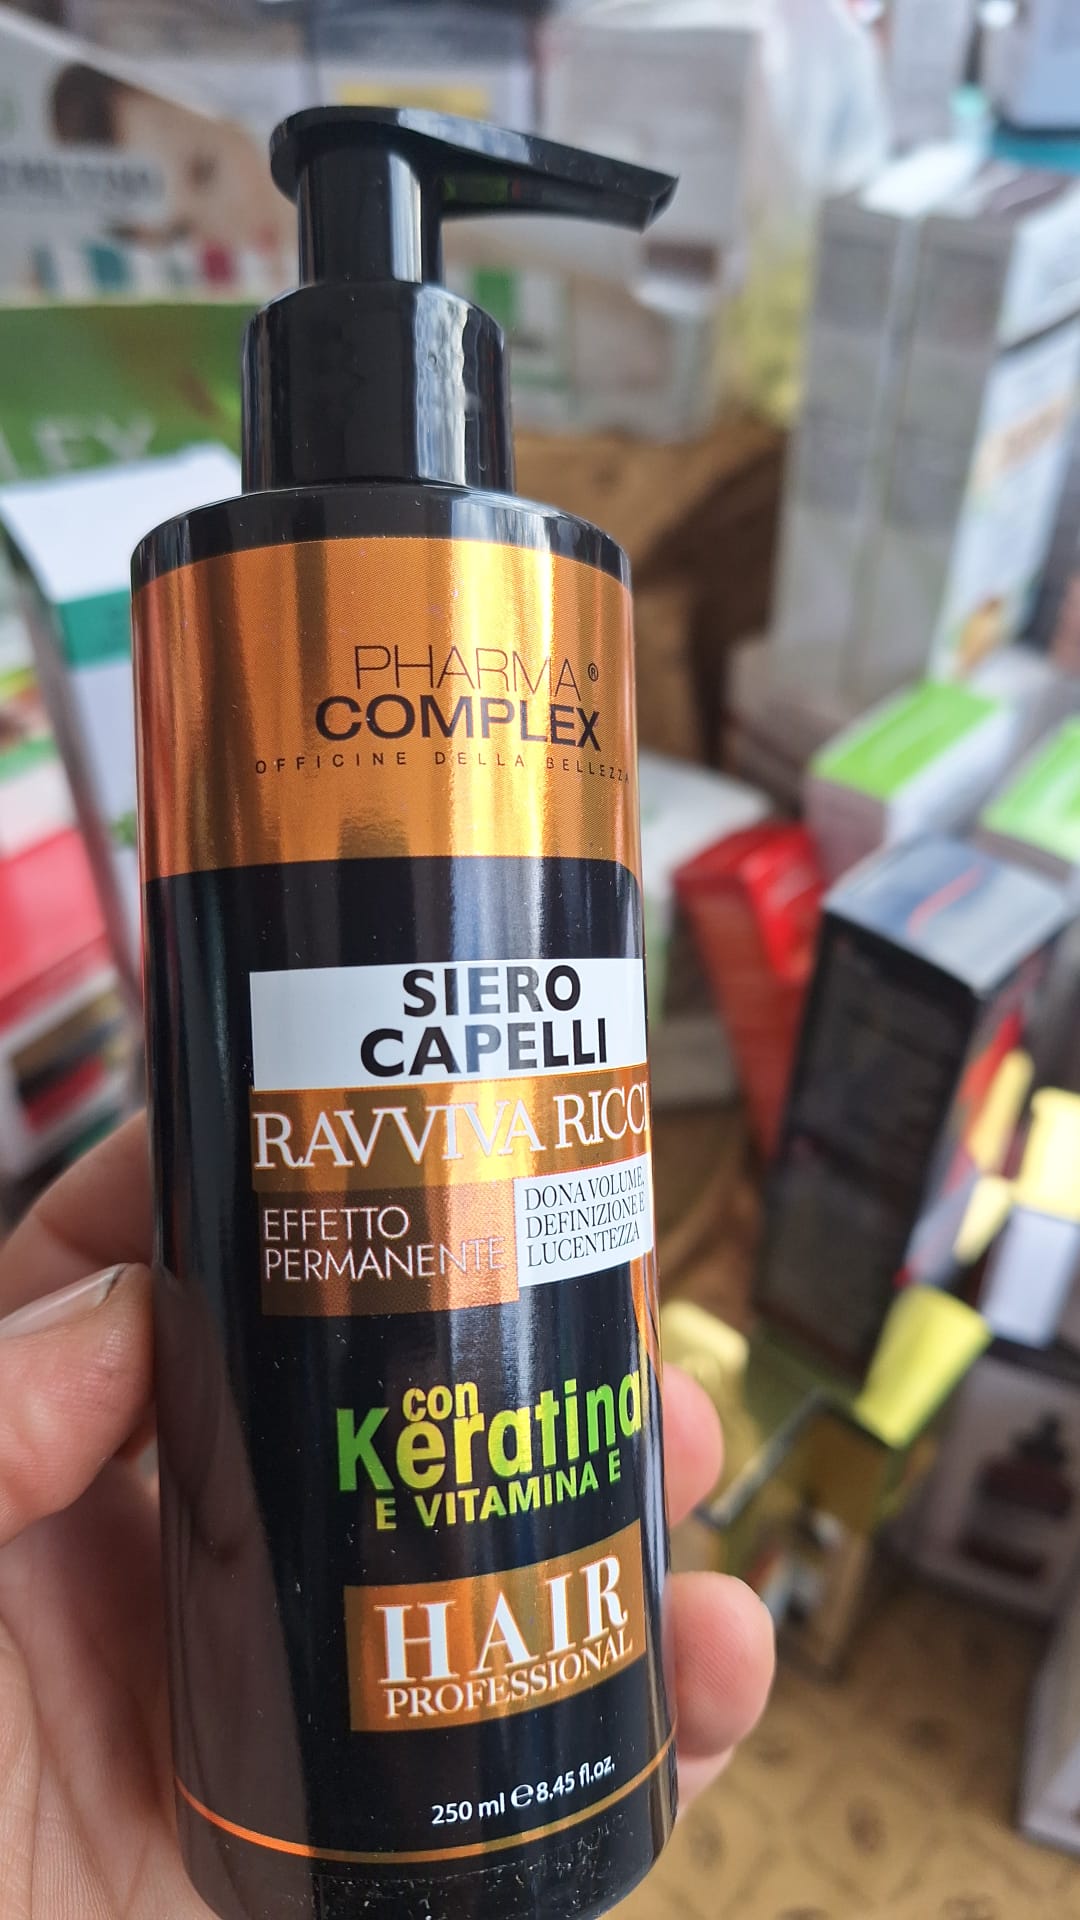 PHARMA®
COMPLEX
OFFICINE DELLA BELLEZZA
SIERO
CAPELLI
RAVVIVA RICCI
EFFETTO
PERMANENTE
DONA VOLUME,
DEFINIZIONE E
LUCENTEZZA
con
Keratina
E VITAMINA E
HAIR
PROFESSIONAL
250 ml ℮ 8.45 fl.oz.